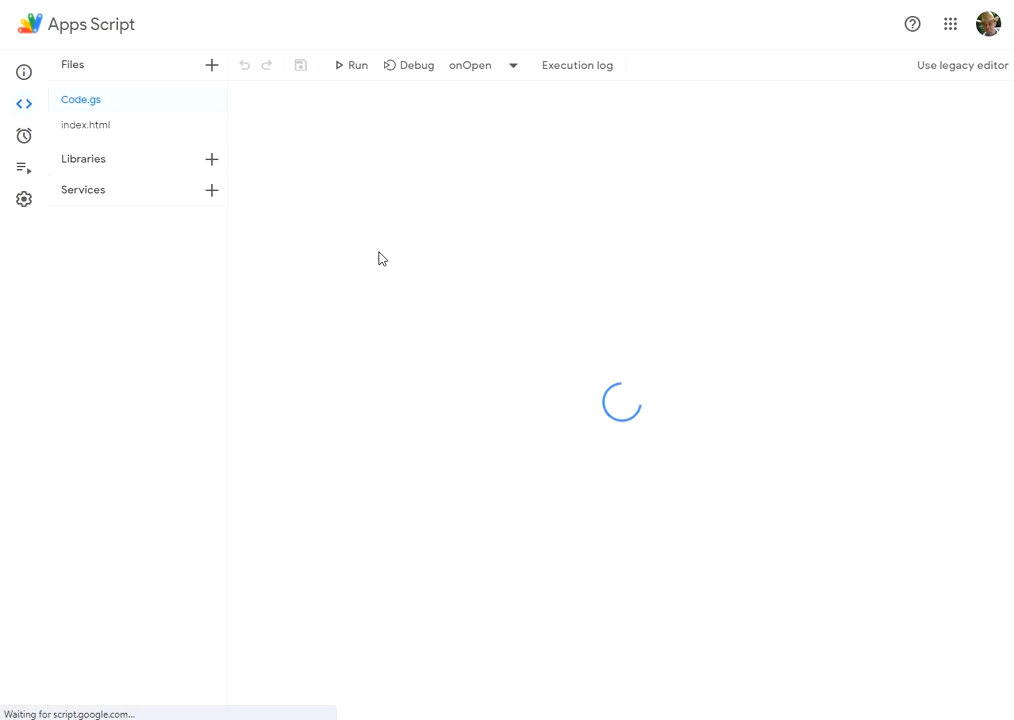 Apps Script
Files
Run Debug onOpen Execution log Use legacy editor
Code.gs
index.html
Libraries
Services
Waiting for script.google.com...